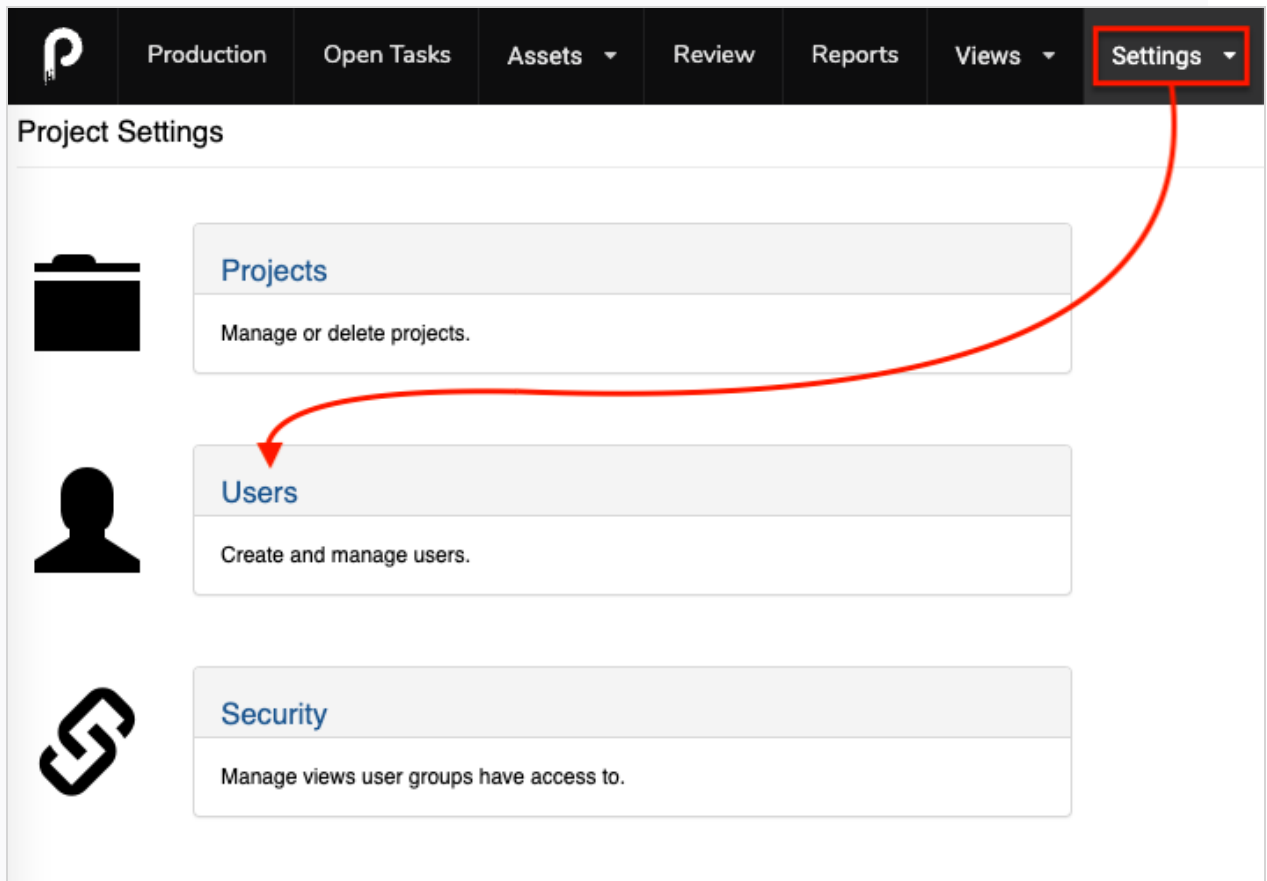 Production Open Tasks Assets Review Reports Views Settings
Project Settings
Projects
Manage or delete projects.
Users
Create and manage users.
Security
Manage views user groups have access to.